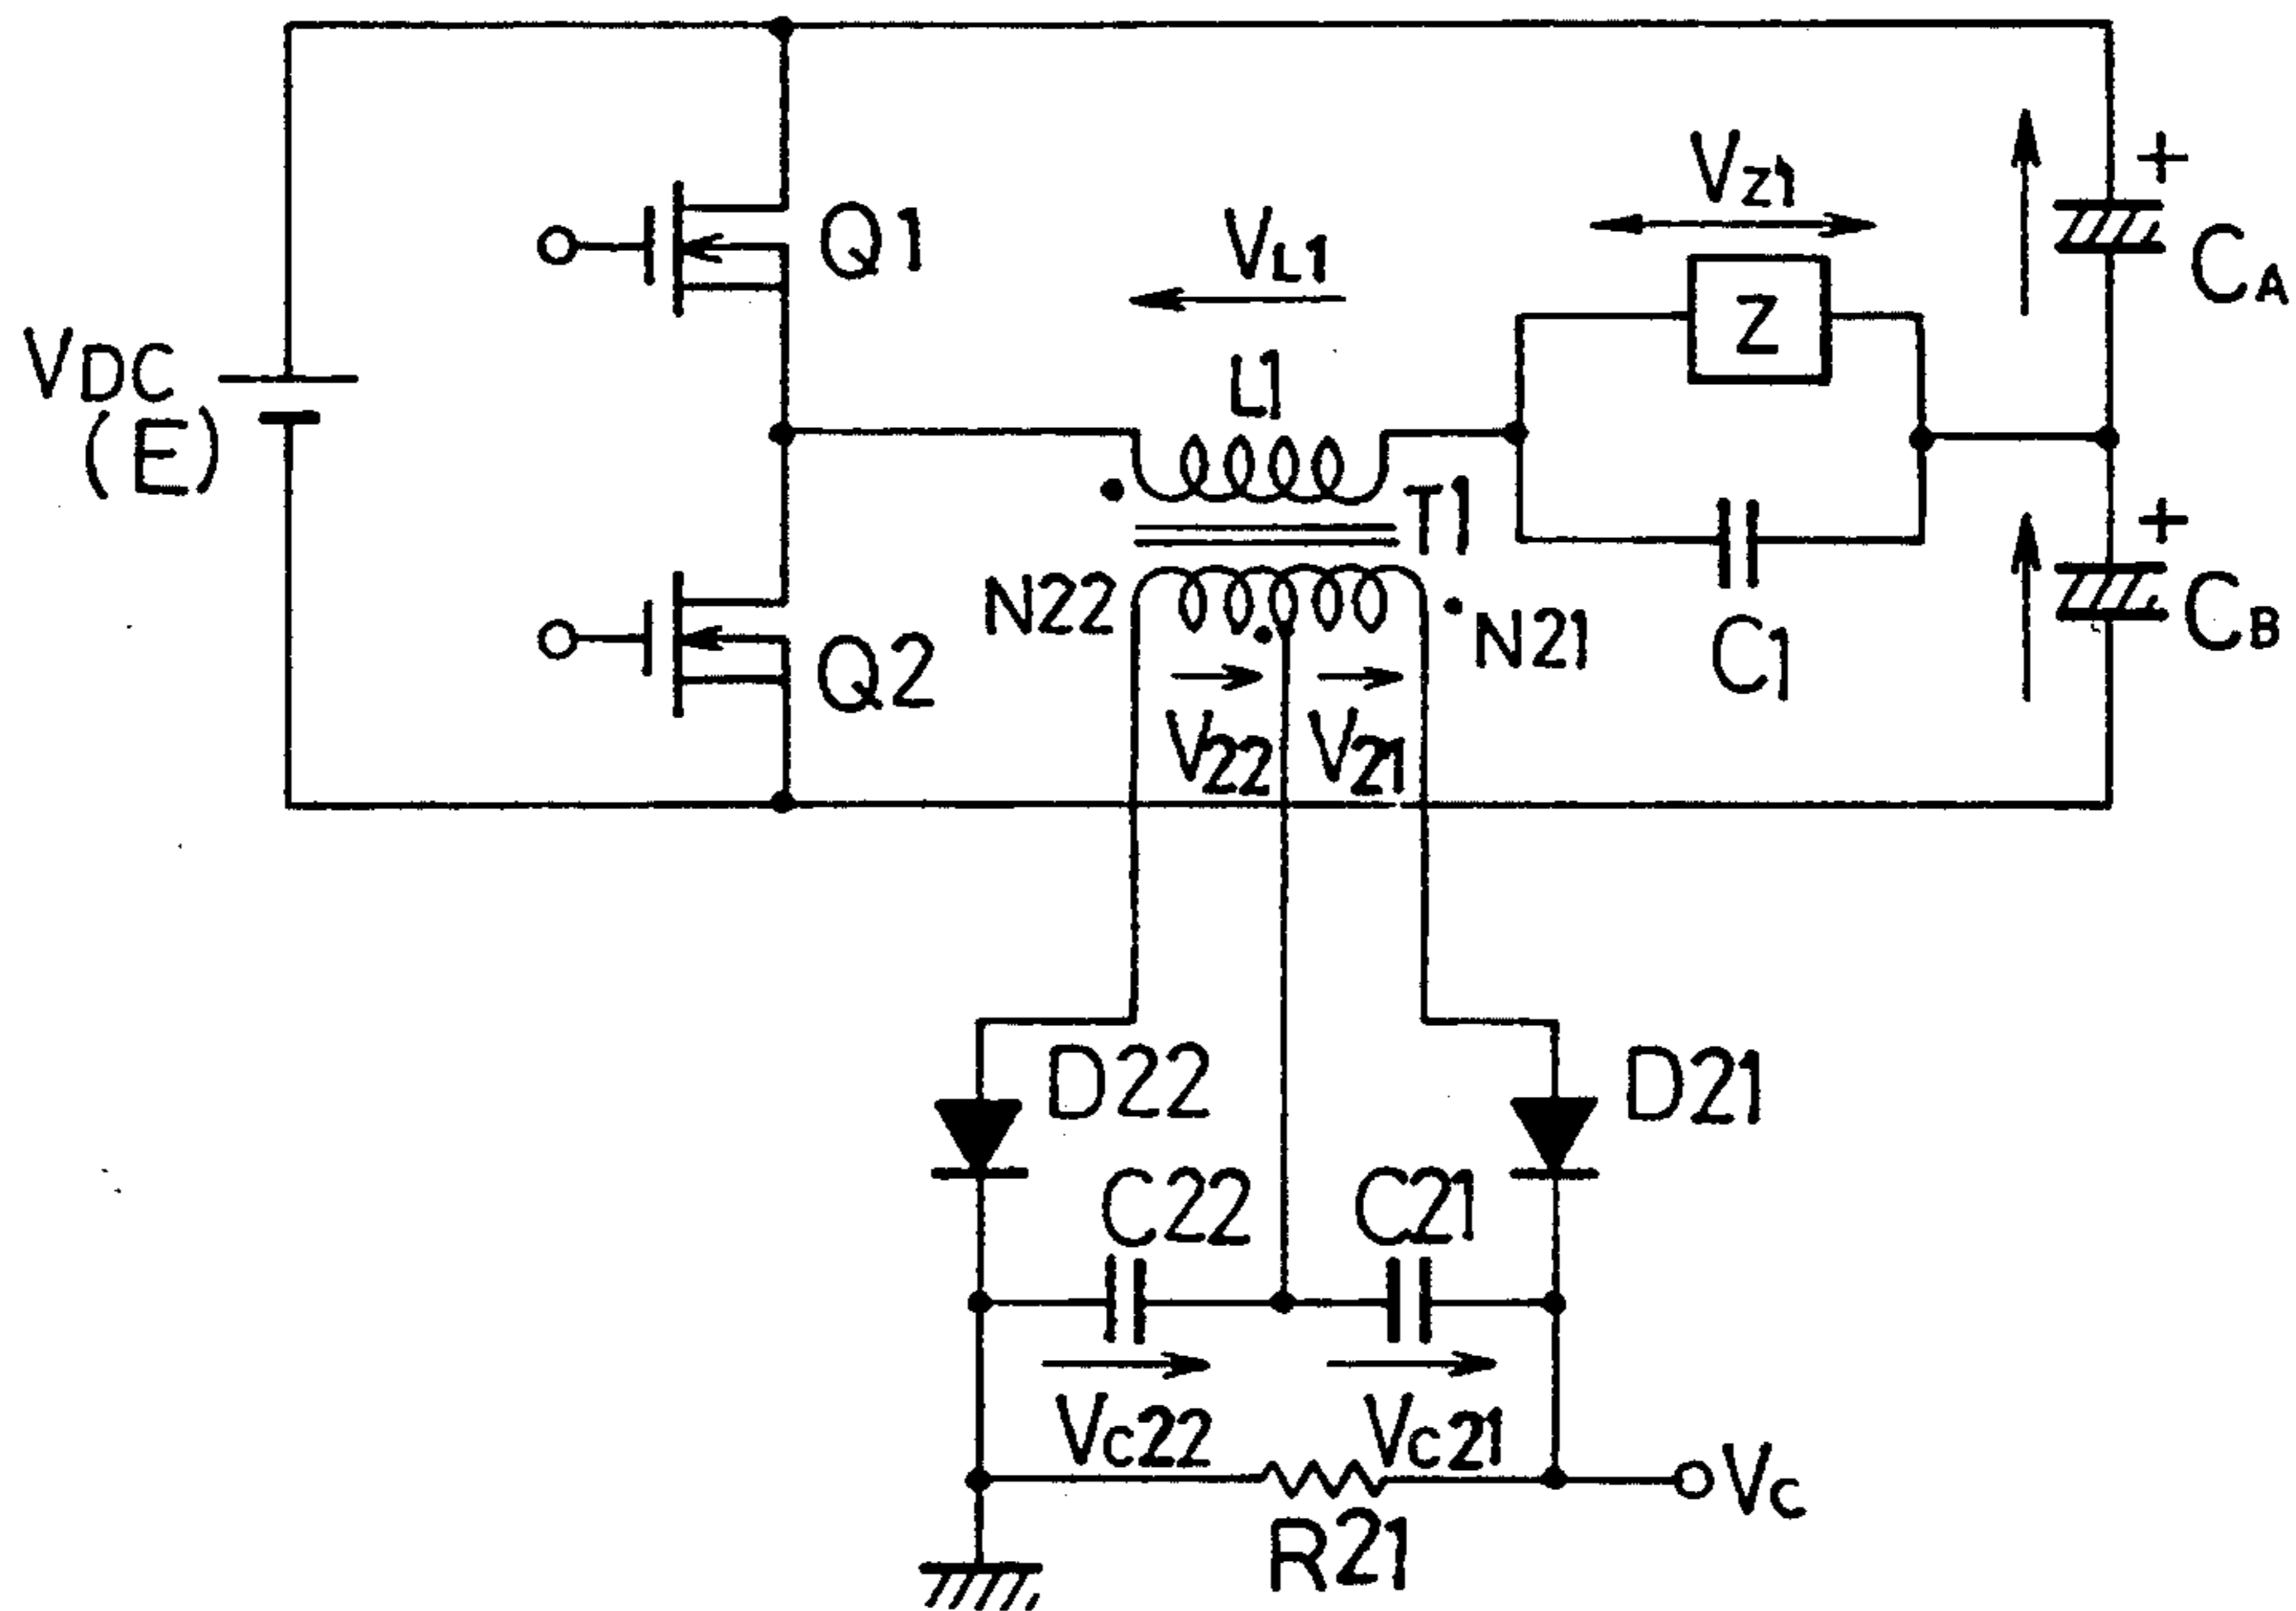 Q1
VZ1
+
CA
VL1
VDC
(E)
L1
Z
T1
+
N22
N21
C1
CB
Q2
V22
V21
D22
D21
C22
C21
VC22
VC21
VC
R21